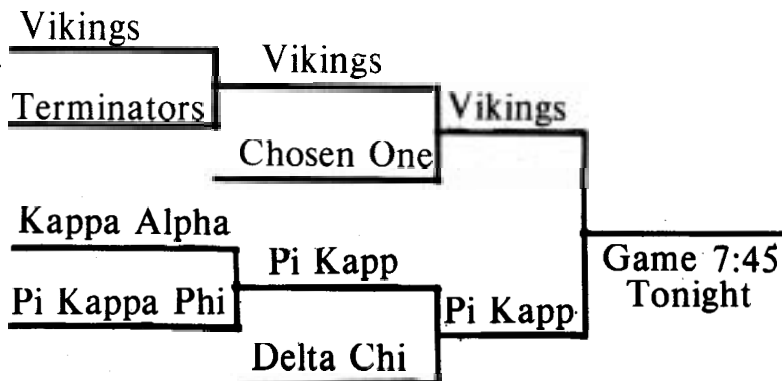 Vikings
Vikings
Terminators
Vikings
Chosen One
Kappa Alpha
Pi Kapp
Game 7:45
Tonight
Pi Kappa Phi
Pi Kapp
Delta Chi